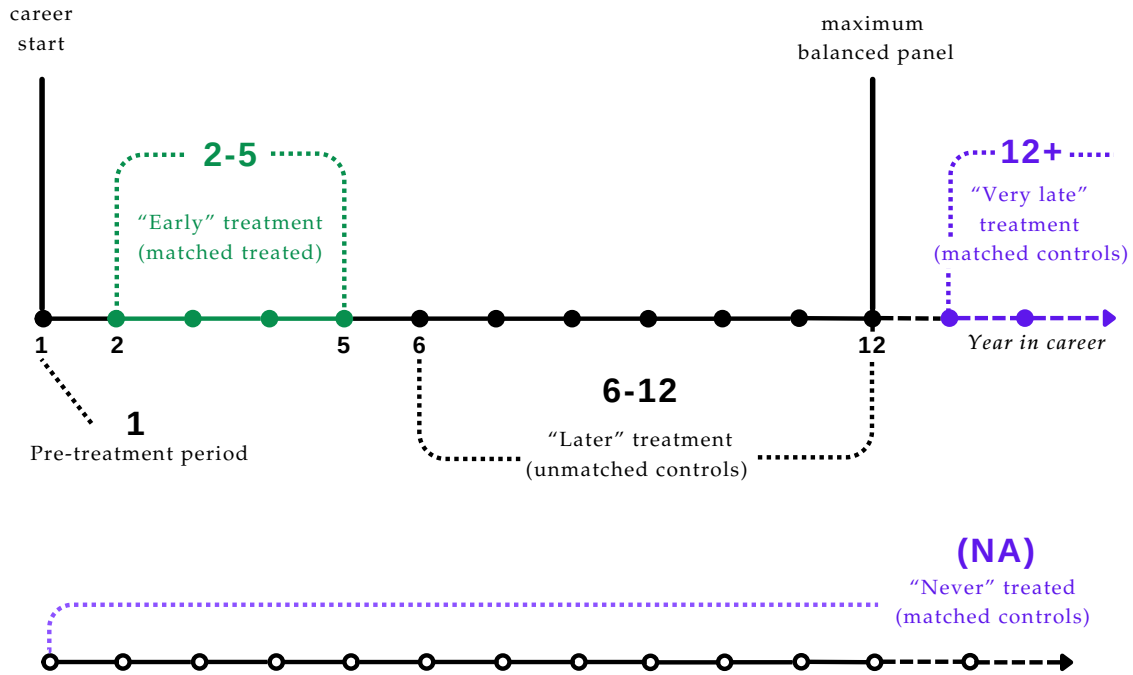 career
start
maximum
balanced panel
2-5
12+
“Early” treatment
(matched treated)
“Very late”
treatment
(matched controls)
1
2
5
6
12
Year in career
1
Pre-treatment period
6-12
“Later” treatment
(unmatched controls)
(NA)
“Never” treated
(matched controls)